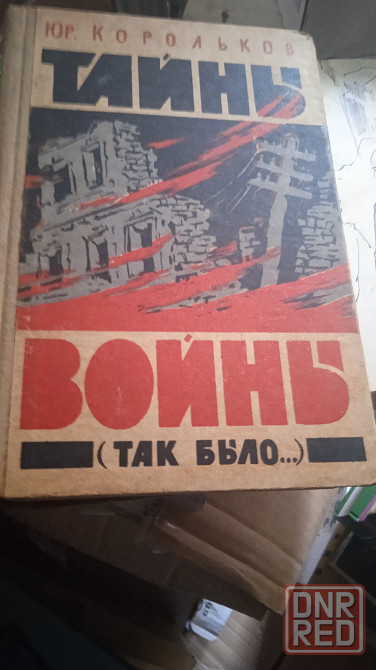 ЮР. КОРОЛЬКОВ
ТАЙНЫ
ВОЙНЫ
(ТАК БЫЛО...)
DNR
RED